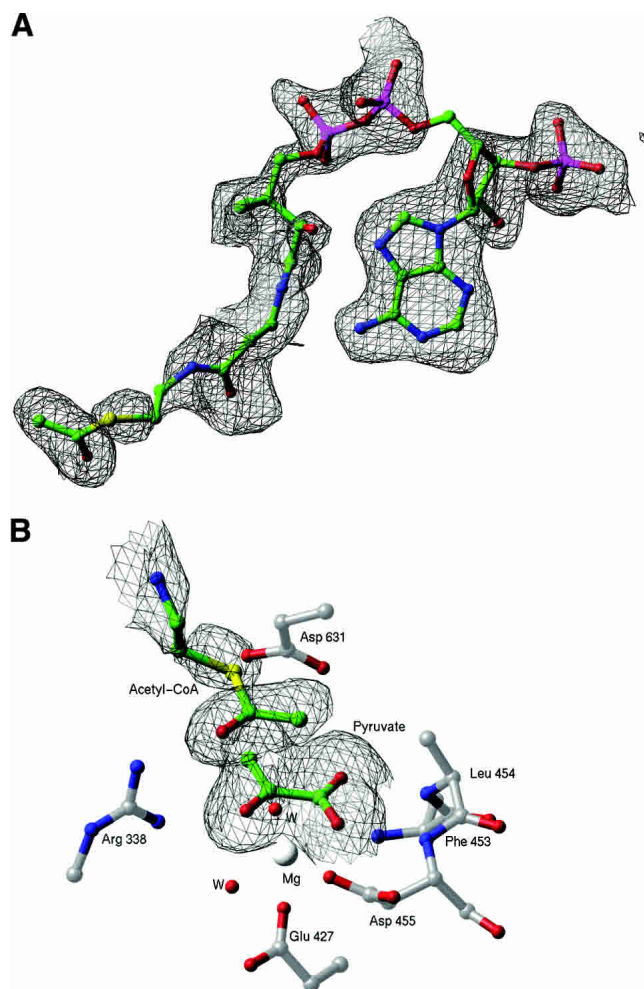 A
B
Asp 631
Acetyl–CoA
Pyruvate
Leu 454
W
Arg 338
Phe 453
W
Mg
Asp 455
Glu 427